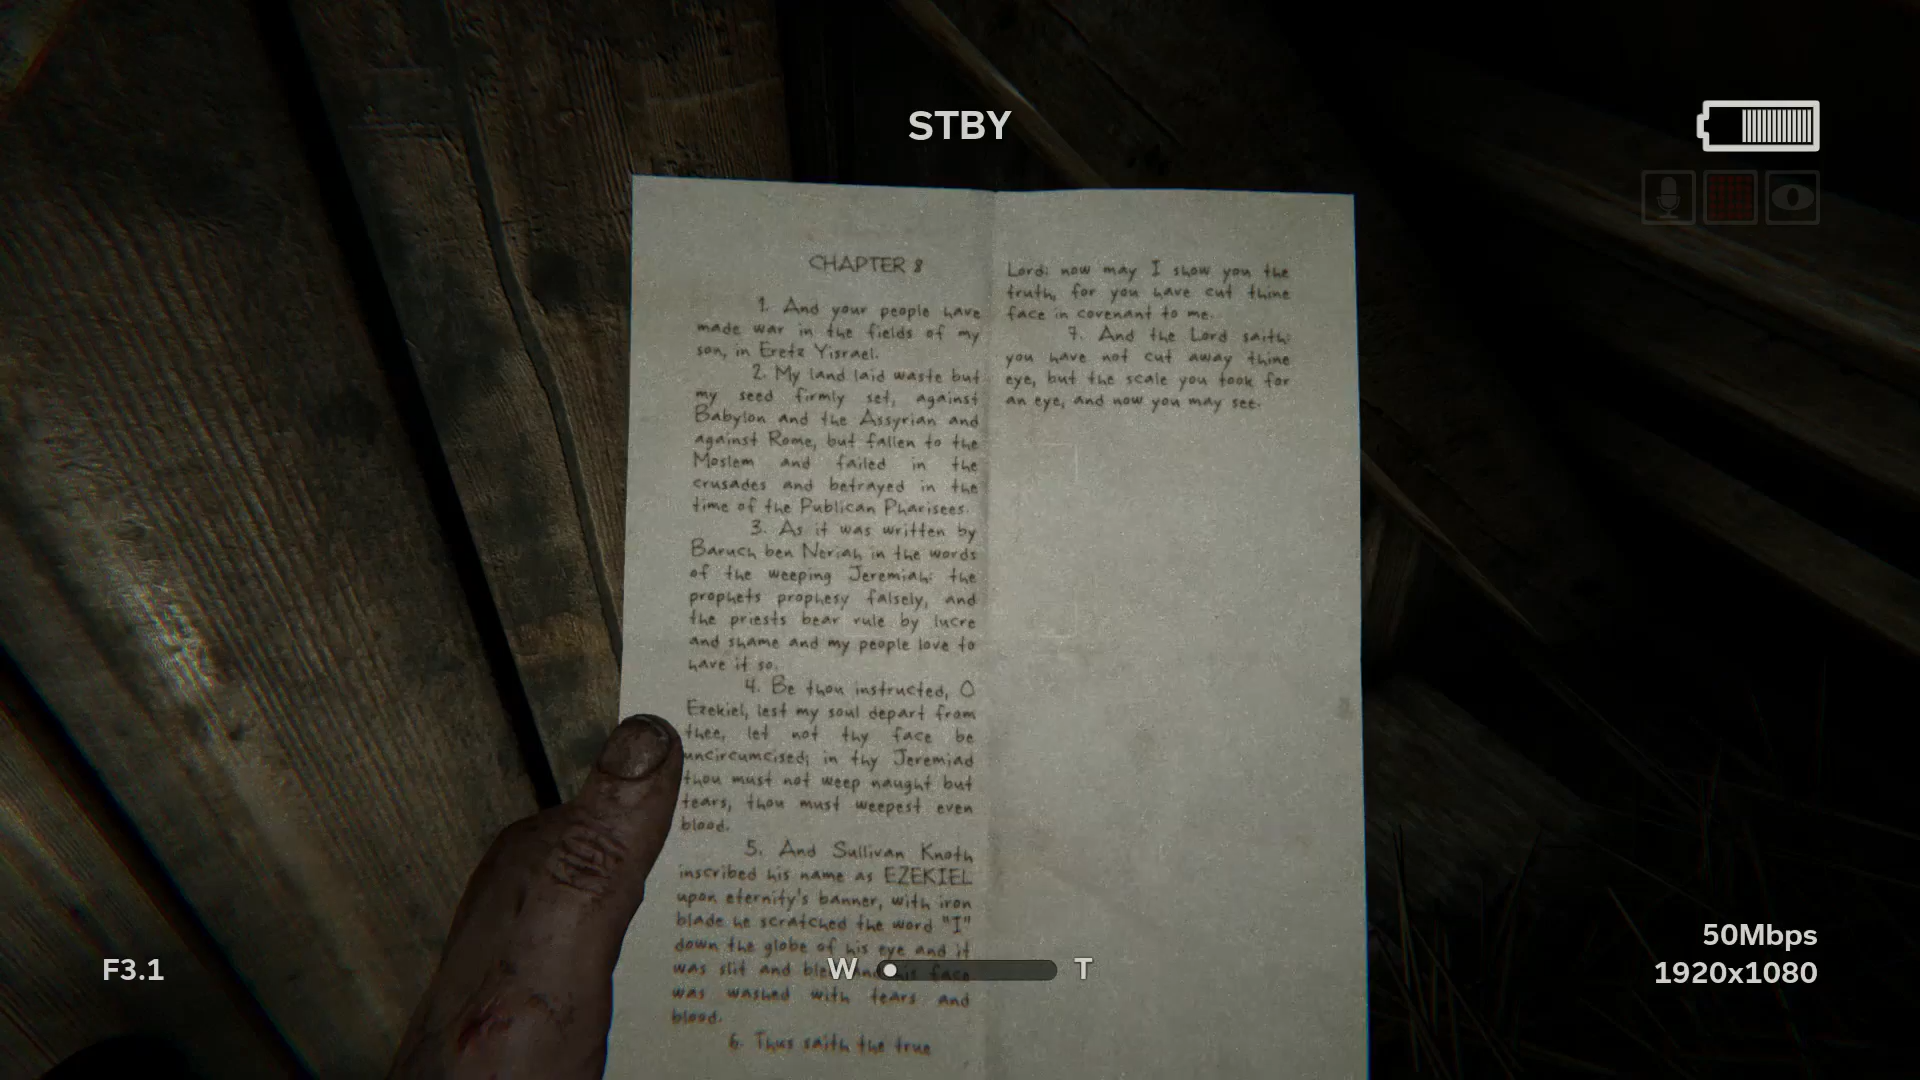 STBY
CHAPTER 8
1. And your people have
made war in the fields of my
son, in Eretz Yisrael.
2. My land laid waste but
my seed firmly set, against
Babylon and the Assyrian and
against Rome, but fallen to the
Moslem and failed in the
crusades and betrayed in the
time of the Publican Pharisees.
3. As it was written by
Baruch ben Neriah in the words
of the weeping Jeremiah: the
prophets prophesy falsely, and
the priests bear rule by lucre
and shame and my people love to
have it so.
4. Be thou instructed, O
Ezekiel, lest my soul depart from
thee, let not thy face be
uncircumcised; in thy Jeremiad
thou must not weep naught but
tears, thou must weepest even
blood.
5. And Sullivan Knoth
inscribed his name as EZEKIEL
upon eternity's banner, with iron
blade he scratched the word "I"
down the globe of his eye and it
was slit and bled and his face
was washed with tears and
blood.
6. Thus saith the true
Lord: now may I show you the
truth, for you have cut thine
face in covenant to me.
7. And the Lord saith:
you have not cut away thine
eye, but the scale you took for
an eye, and now you may see.
F3.1
W T
50Mbps
1920x1080